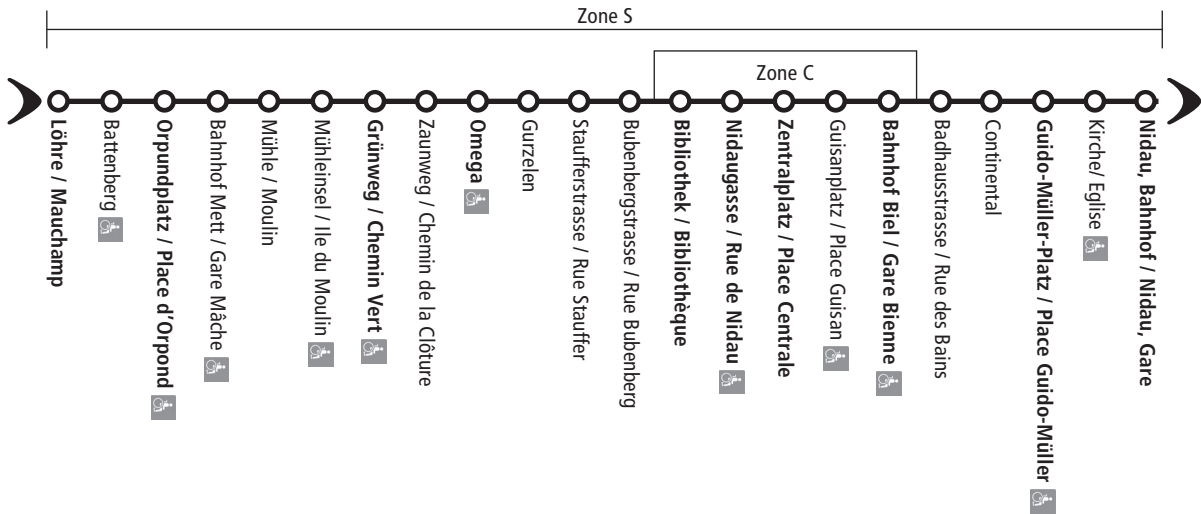 Zone S
Zone C
Löhre / Mauchamp
Battenberg
Orpundplatz / Place d'Orpond
Bahnhof Mett / Gare Mâche
Mühle / Moulin
Mühleinsel / Ile du Moulin
Grünweg / Chemin Vert
Zaunweg / Chemin de la Clôture
Omega
Gurzelen
Staufferstrasse / Rue Stauffer
Bubenbergstrasse / Rue Bubenberg
Bibliothek / Bibliothèque
Nidaugasse / Rue de Nidau
Zentralplatz / Place Centrale
Guisanplatz / Place Guisan
Bahnhof Biel / Gare Bienne
Badhausstrasse / Rue des Bains
Continental
Guido-Müller-Platz / Place Guido-Müller
Kirche/ Eglise
Nidau, Bahnhof / Nidau, Gare